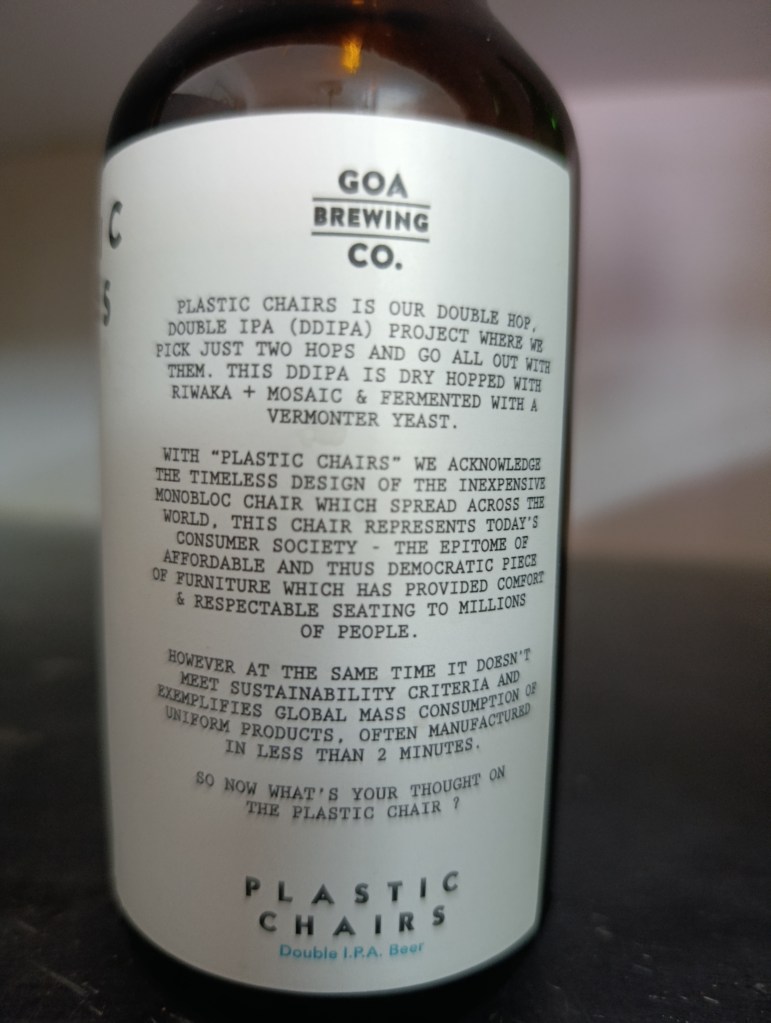 GOA
BREWING
CO.
C
S
PLASTIC CHAIRS IS OUR DOUBLE HOP,
DOUBLE IPA (DDIPA) PROJECT WHERE WE
PICK JUST TWO HOPS AND GO ALL OUT WITH
THEM. THIS DDIPA IS DRY HOPPED WITH
RIWAKA + MOSAIC & FERMENTED WITH A
VERMONTER YEAST.
WITH "PLASTIC CHAIRS" WE ACKNOWLEDGE
THE TIMELESS DESIGN OF THE INEXPENSIVE
MONOBLOC CHAIR WHICH SPREAD ACROSS THE
WORLD, THIS CHAIR REPRESENTS TODAY'S
CONSUMER SOCIETY - THE EPITOME OF
AFFORDABLE AND THUS DEMOCRATIC PIECE
OF FURNITURE WHICH HAS PROVIDED COMFORT
& RESPECTABLE SEATING TO MILLIONS
OF PEOPLE.
HOWEVER AT THE SAME TIME IT DOESN'T
MEET SUSTAINABILITY CRITERIA AND
EXEMPLIFIES GLOBAL MASS CONSUMPTION OF
UNIFORM PRODUCTS, OFTEN MANUFACTURED
IN LESS THAN 2 MINUTES.
SO NOW WHAT'S YOUR THOUGHT ON
THE PLASTIC CHAIR ?
PLASTIC
CHAIRS
Double I.P.A. Beer